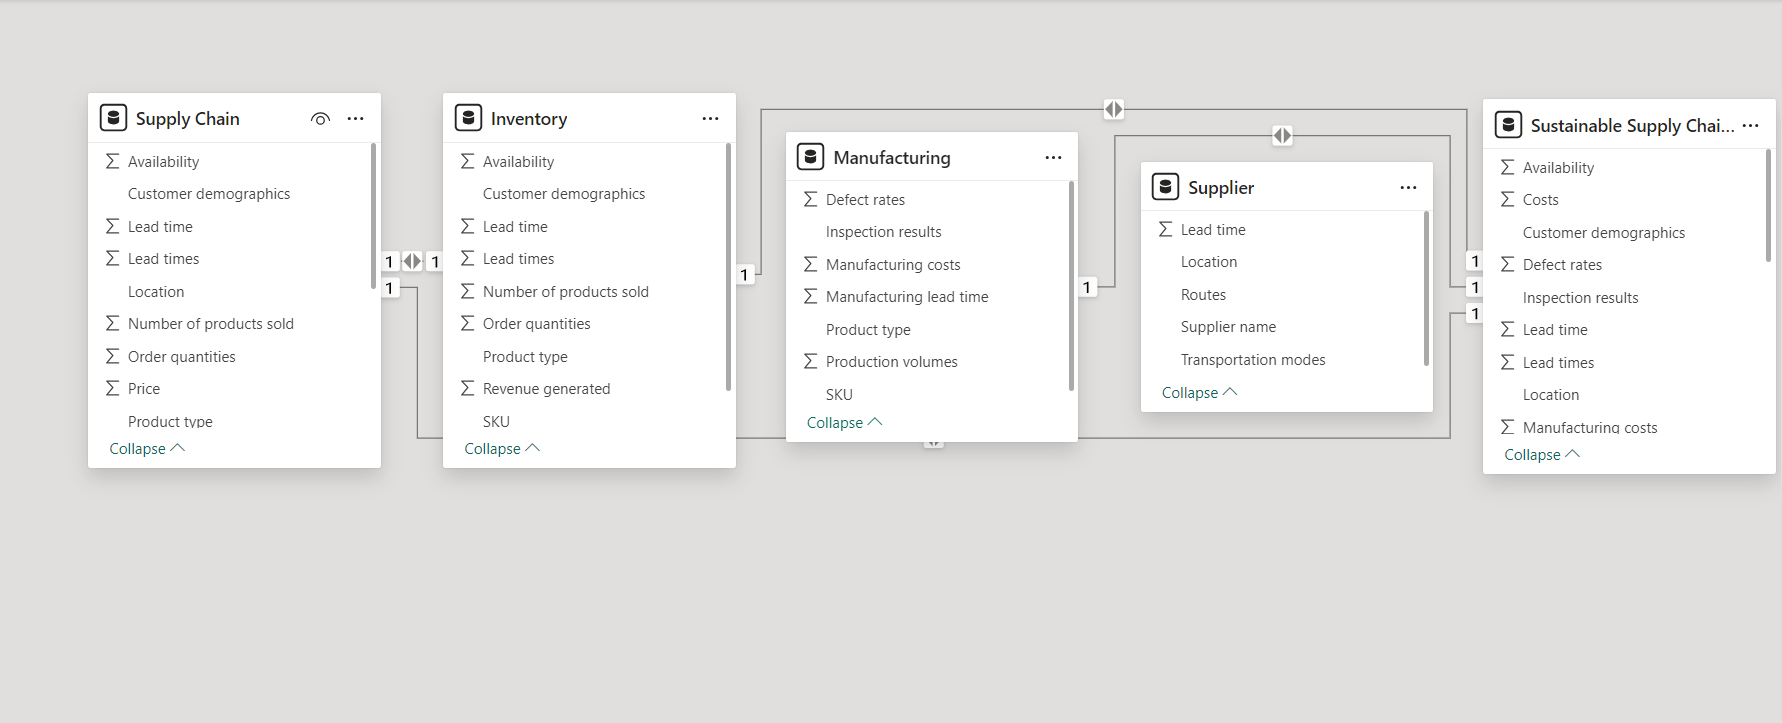 Supply Chain
Availability
Customer demographics
Lead time
Lead times
Location
Number of products sold
Order quantities
Price
Product type
Collapse
1
1
1
Inventory
Availability
Customer demographics
Lead time
Lead times
Number of products sold
Order quantities
Product type
Revenue generated
SKU
Collapse
1
Manufacturing
Defect rates
Inspection results
Manufacturing costs
Manufacturing lead time
Product type
Production volumes
SKU
Collapse
1
Supplier
Lead time
Location
Routes
Supplier name
Transportation modes
Collapse
1
1
1
Sustainable Supply Chai...
Availability
Costs
Customer demographics
Defect rates
Inspection results
Lead time
Lead times
Location
Manufacturing costs
Collapse